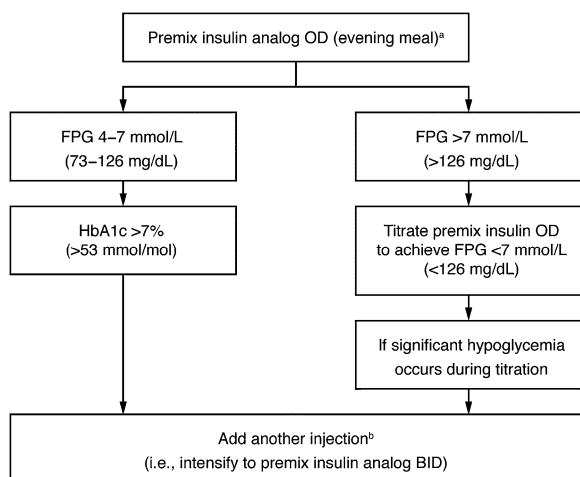 Premix insulin analog OD (evening meal)ᵃ
FPG 4–7 mmol/L
(73–126 mg/dL)
HbA1c >7%
(>53 mmol/mol)
FPG >7 mmol/L
(>126 mg/dL)
Titrate premix insulin OD
to achieve FPG <7 mmol/L
(<126 mg/dL)
If significant hypoglycemia
occurs during titration
Add another injectionᵇ
(i.e., intensify to premix insulin analog BID)